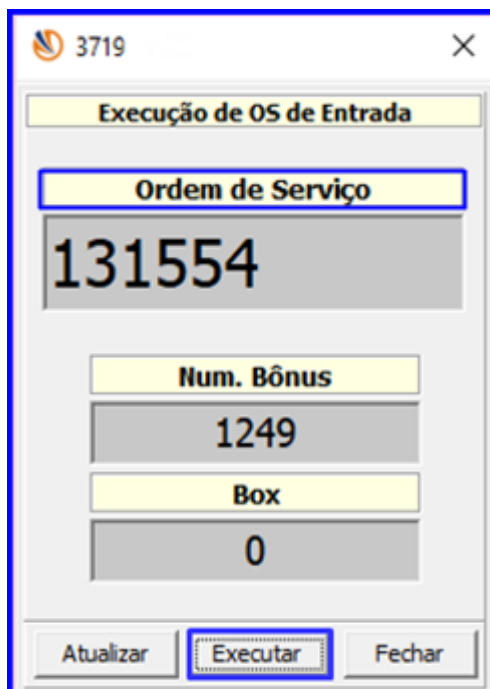 3719
Execução de OS de Entrada
Ordem de Serviço
131554
Num. Bônus
1249
Box
0
Atualizar Executar Fechar